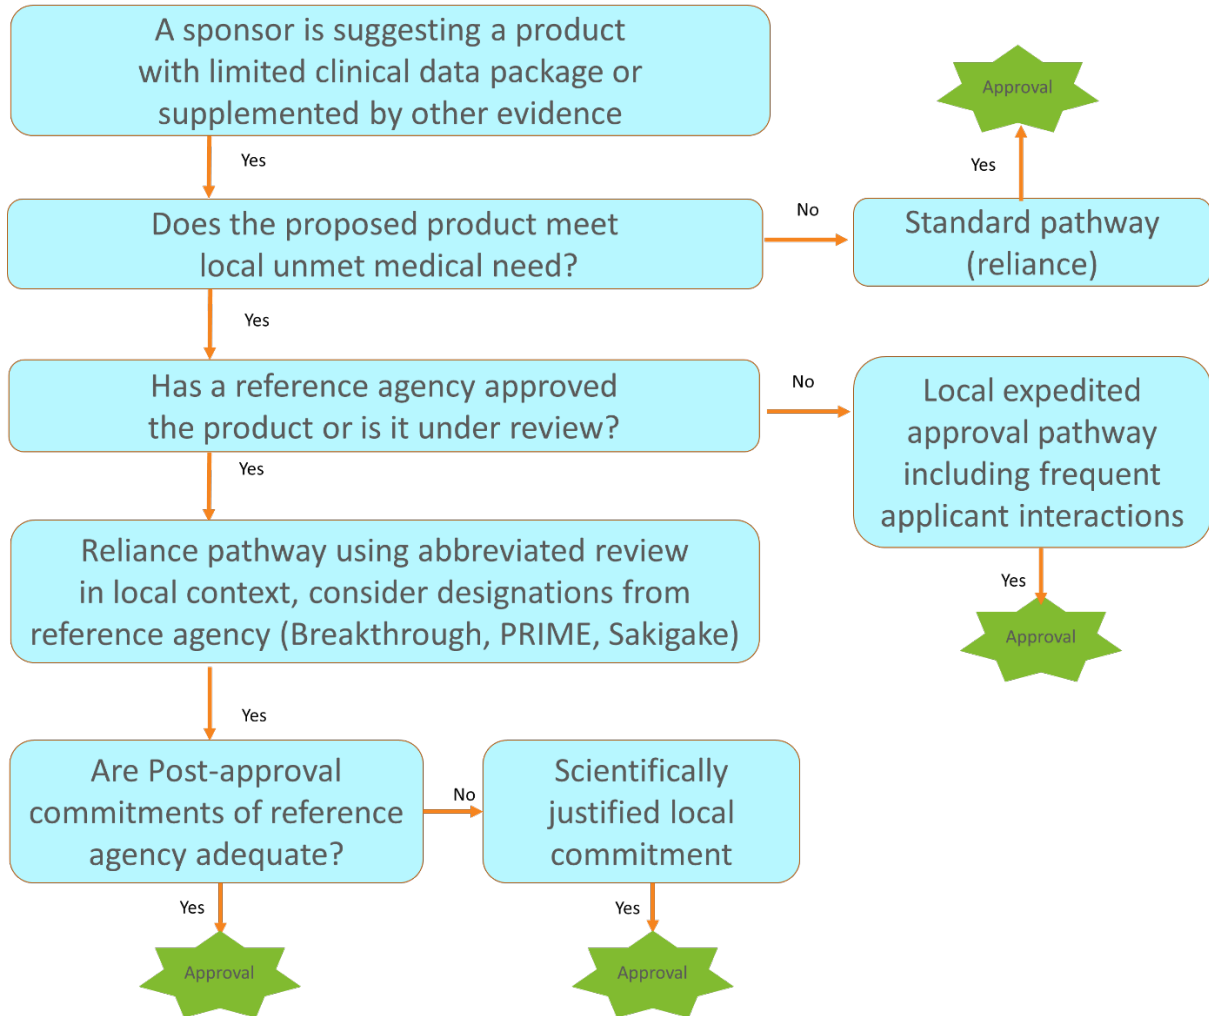 A sponsor is suggesting a product
with limited clinical data package or
supplemented by other evidence
Approval
Yes
Yes
Does the proposed product meet
local unmet medical need?
No
Standard pathway
(reliance)
Yes
Has a reference agency approved
the product or is it under review?
No
Local expedited
approval pathway
including frequent
applicant interactions
Yes
Reliance pathway using abbreviated review
in local context, consider designations from
reference agency (Breakthrough, PRIME, Sakigake)
Yes
Approval
Yes
Are Post-approval
commitments of reference
agency adequate?
No
Scientifically
justified local
commitment
Yes
Yes
Approval
Approval